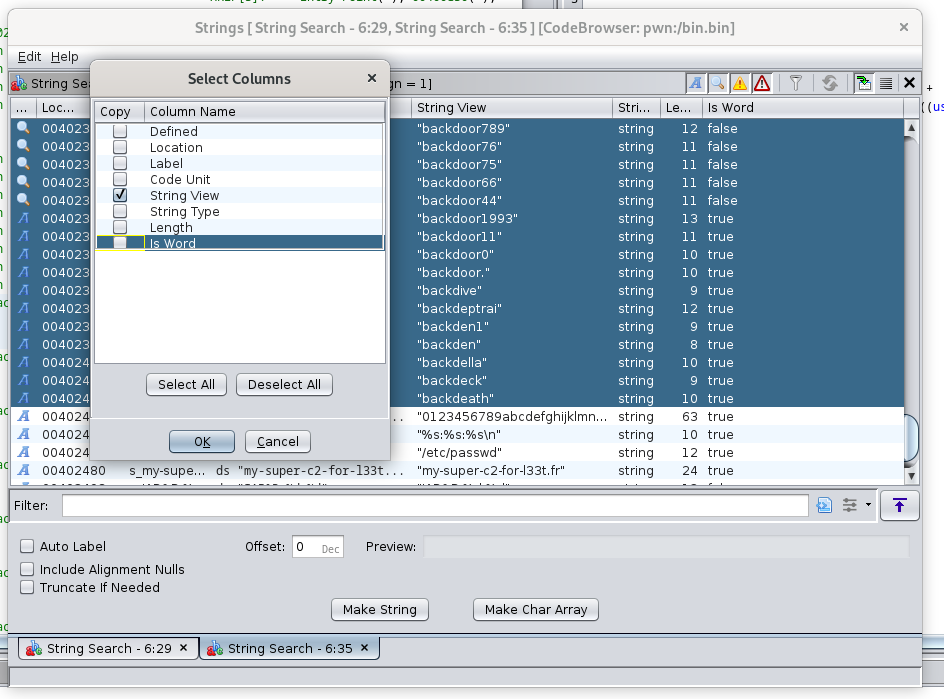 Strings [ String Search - 6:29, String Search - 6:35 ] [CodeBrowser: pwn:/bin.bin]
Edit Help
String Sea
gn = 1]
Select Columns
Copy Column Name
Defined
Location
Label
Code Unit
String View
String Type
Length
Is Word
Select All Deselect All
OK Cancel
... Loc... String View Stri... Le... Is Word
004023 "backdoor789" string 12 false
004023 "backdoor76" string 11 false
004023 "backdoor75" string 11 false
004023 "backdoor66" string 11 false
004023 "backdoor44" string 11 false
004023 "backdoor1993" string 13 true
004023 "backdoor11" string 11 true
004023 "backdoor0" string 10 true
004023 "backdoor." string 10 true
004023 "backdive" string 9 true
004023 "backdeptrai" string 12 true
004023 "backden1" string 9 true
004023 "backden" string 8 true
004024 "backdella" string 10 true
004024 "backdeck" string 9 true
004024 "backdeath" string 10 true
004024 ... "0123456789abcdefghijklmn... string 63 true
004024 "%s:%s:%s\n" string 10 true
004024 "/etc/passwd" string 12 true
00402480 s_my-supe... ds "my-super-c2-for-l33t... "my-super-c2-for-l33t.fr" string 24 true
Filter:
Auto Label Offset: 0 Dec Preview:
Include Alignment Nulls
Truncate If Needed
Make String Make Char Array
String Search - 6:29 String Search - 6:35